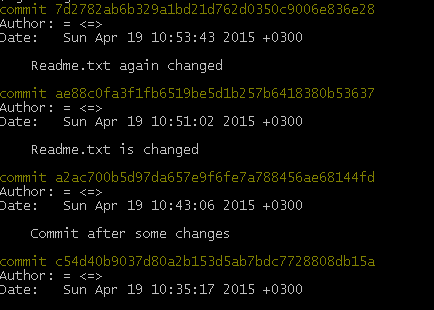 commit 7d2782ab6b329a1bd21d762d0350c9006e836e28
Author: = <=>
Date:   Sun Apr 19 10:53:43 2015 +0300
Readme.txt again changed
commit ae88c0fa3f1fb6519be5d1b257b6418380b53637
Author: = <=>
Date:   Sun Apr 19 10:51:02 2015 +0300
Readme.txt is changed
commit a2ac700b5d97da657e9f6fe7a788456ae68144fd
Author: = <=>
Date:   Sun Apr 19 10:43:06 2015 +0300
Commit after some changes
commit c54d40b9037d80a2b153d5ab7bdc7728808db15a
Author: = <=>
Date:   Sun Apr 19 10:35:17 2015 +0300